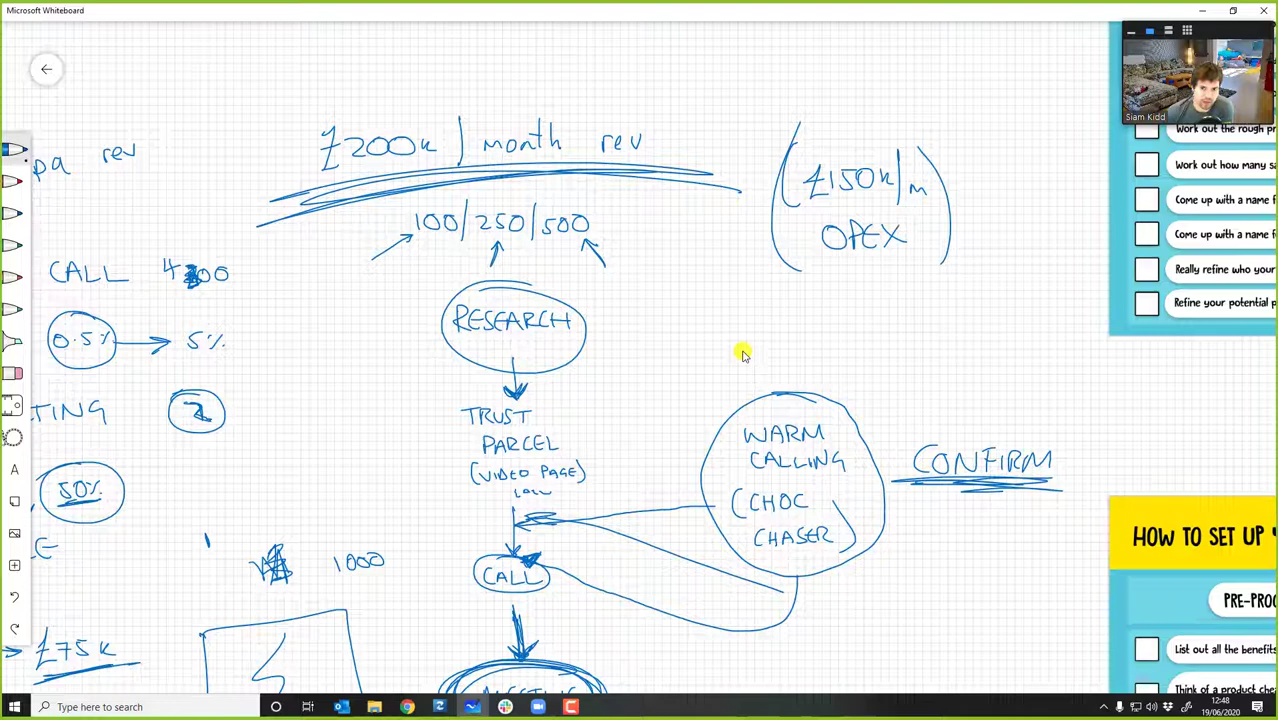 Microsoft Whiteboard
Siam Kidd
pa rev
£200k / month rev
(£150k/m
OPEX)
100/250/500
CALL 400
0.5% → 5%
TING
50%
E
1000
→ £75k
RESEARCH
TRUST
PARCEL
(VIDEO PAGE)
CALL
WARM
CALLING
(CHOC
CHASER)
CONFIRM
Work out the rough pr
Work out how many sa
Come up with a name f
Come up with a name f
Really refine who your
Refine your potential p
HOW TO SET UP
PRE-PRO
List out all the benefits
Think of a product che
Type here to search
12:48
19/06/2020